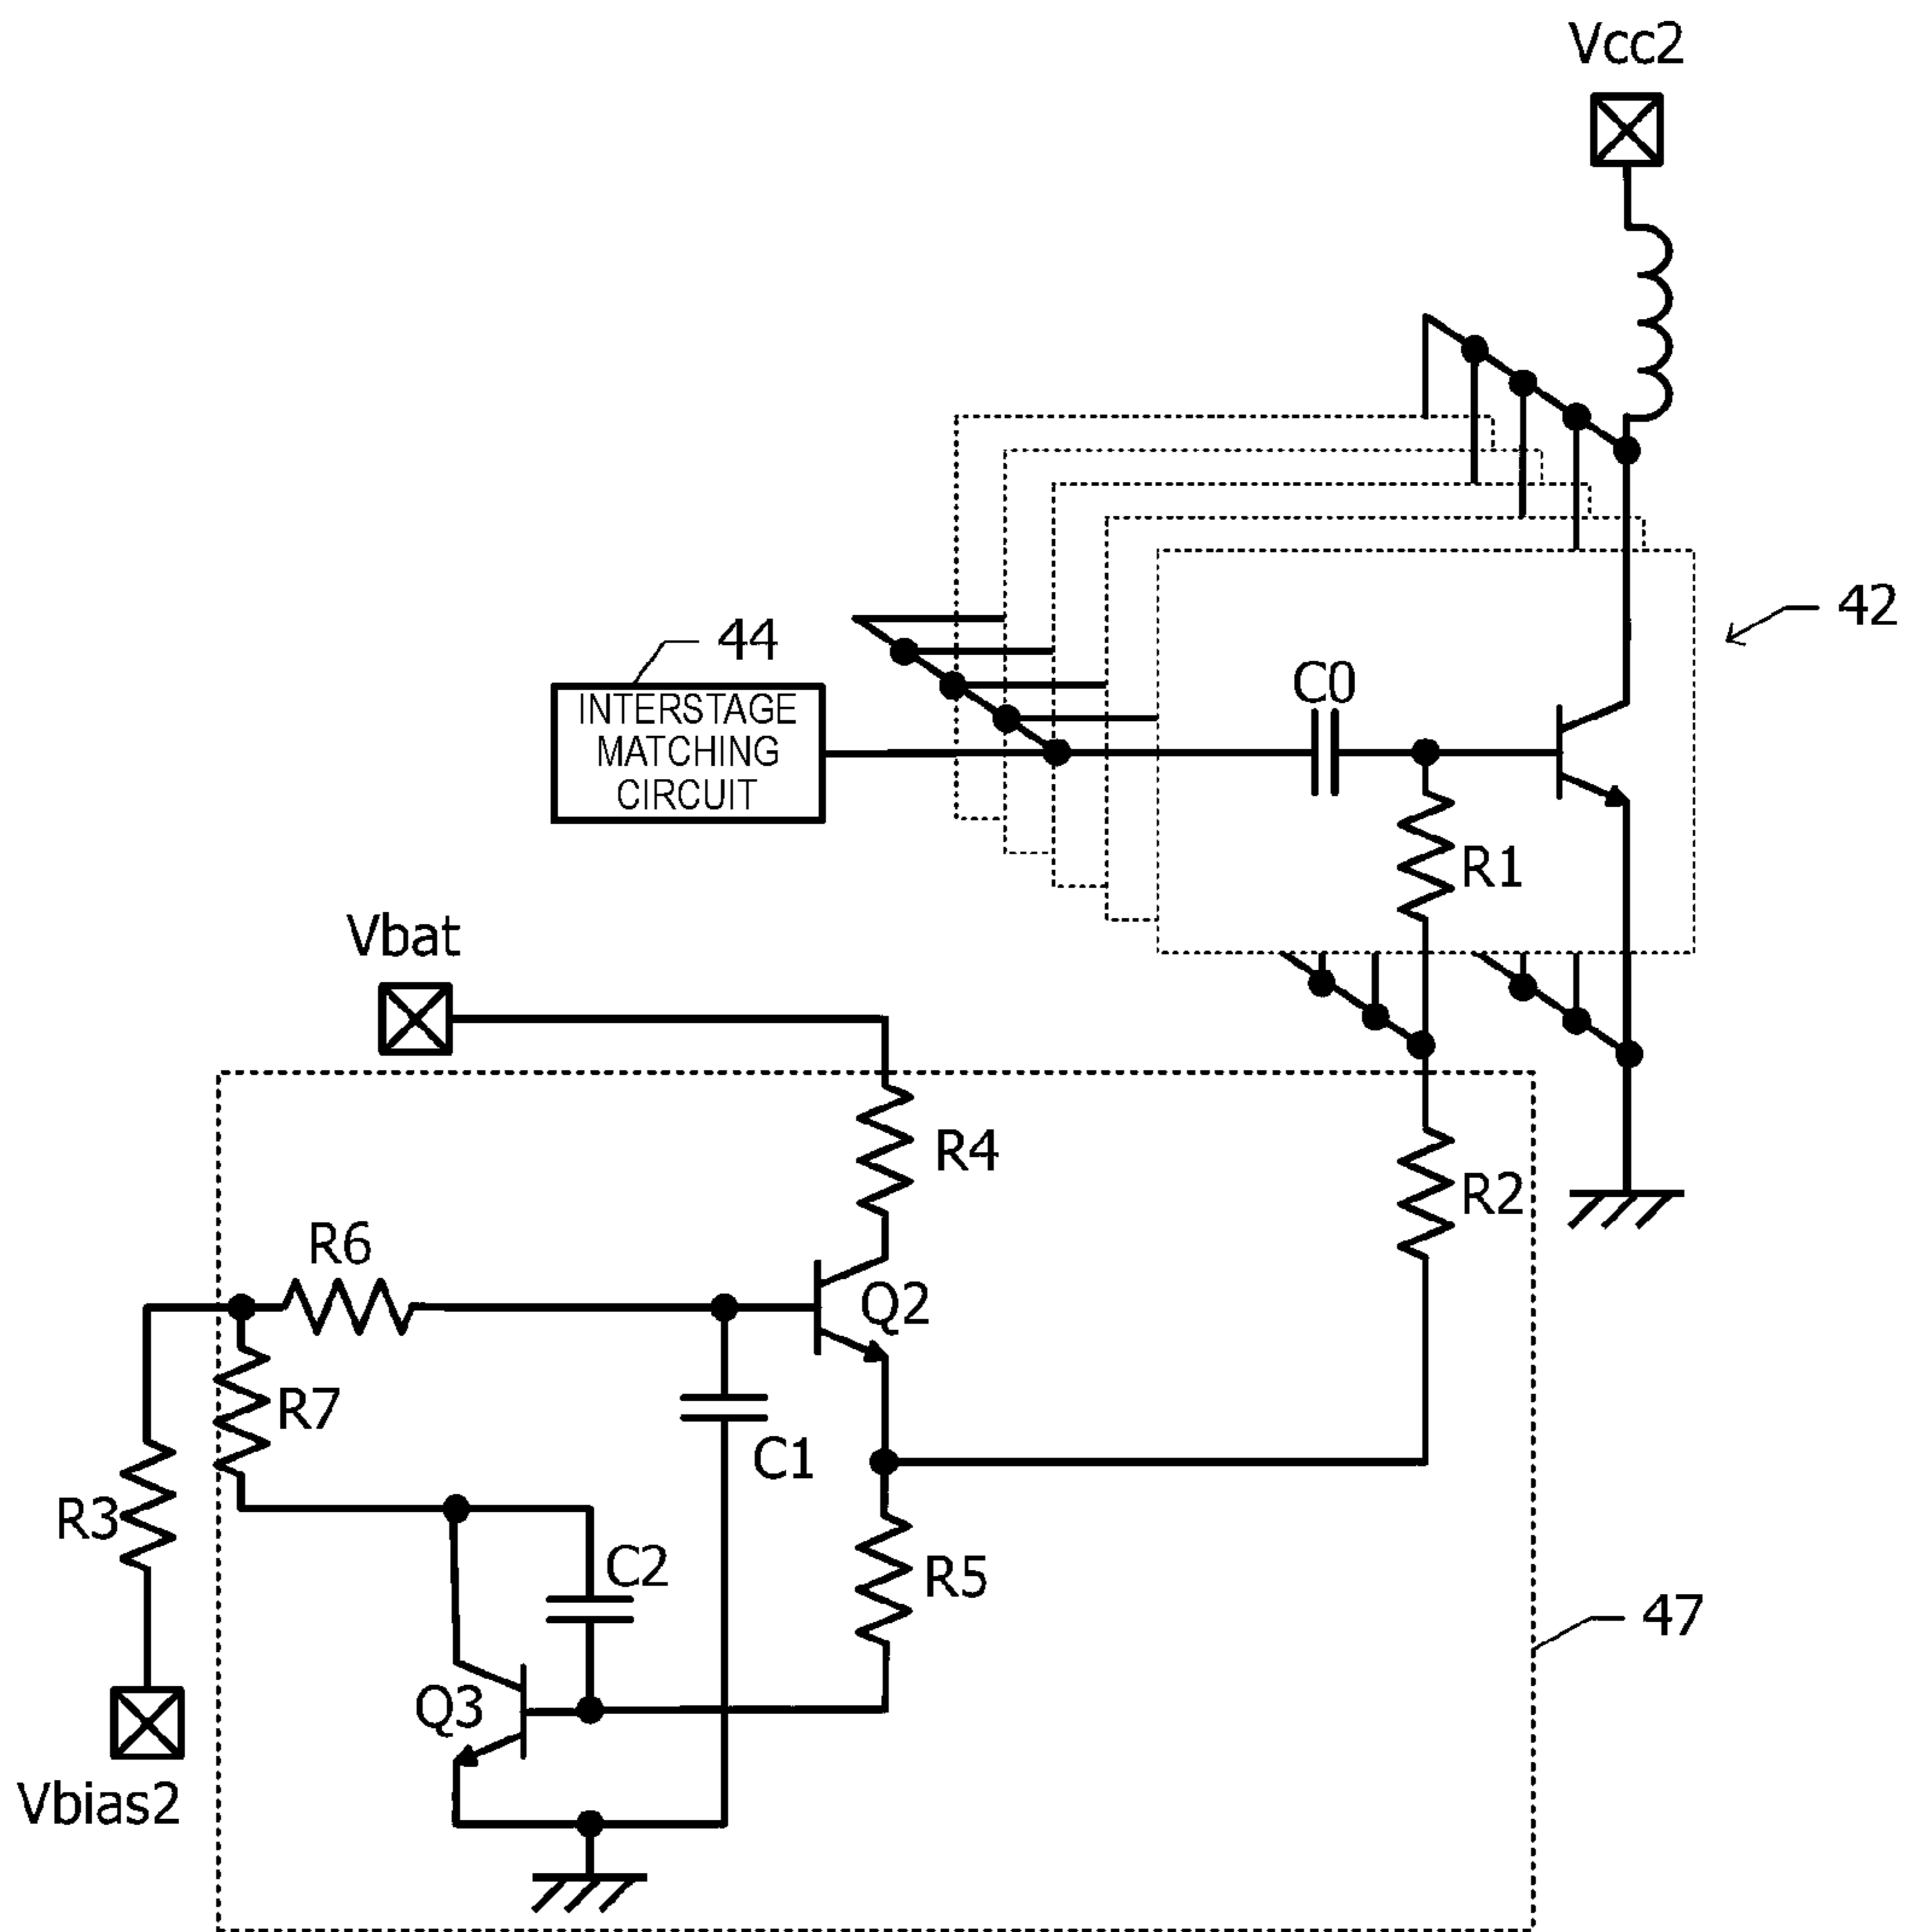 Vcc2
42
44
INTERSTAGE
MATCHING
CIRCUIT
C0
R1
Vbat
R4
R2
R6
Q2
R7
C1
R3
C2
R5
47
Q3
Vbias2